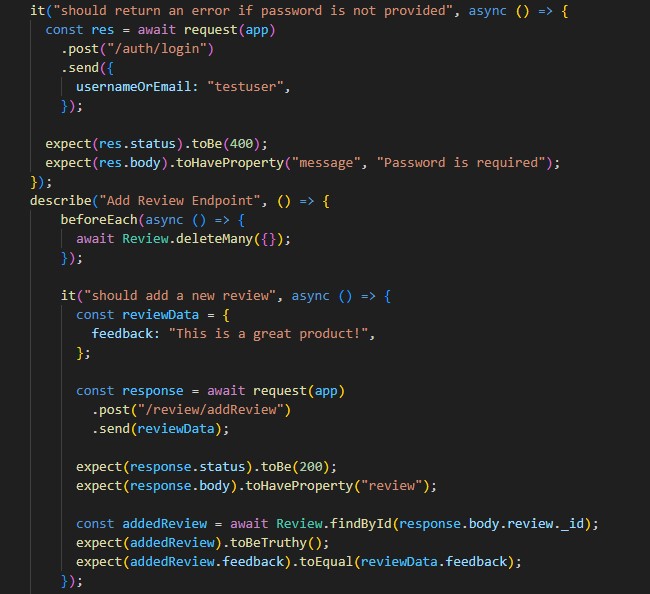 it("should return an error if password is not provided", async () => {
const res = await request(app)
.post("/auth/login")
.send({
usernameOrEmail: "testuser",
});
expect(res.status).toBe(400);
expect(res.body).toHaveProperty("message", "Password is required");
});
describe("Add Review Endpoint", () => {
beforeEach(async () => {
await Review.deleteMany({});
});
it("should add a new review", async () => {
const reviewData = {
feedback: "This is a great product!",
};
const response = await request(app)
.post("/review/addReview")
.send(reviewData);
expect(response.status).toBe(200);
expect(response.body).toHaveProperty("review");
const addedReview = await Review.findById(response.body.review._id);
expect(addedReview).toBeTruthy();
expect(addedReview.feedback).toEqual(reviewData.feedback);
});